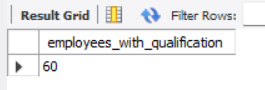 Result Grid Filter Rows:
employees_with_qualification
60